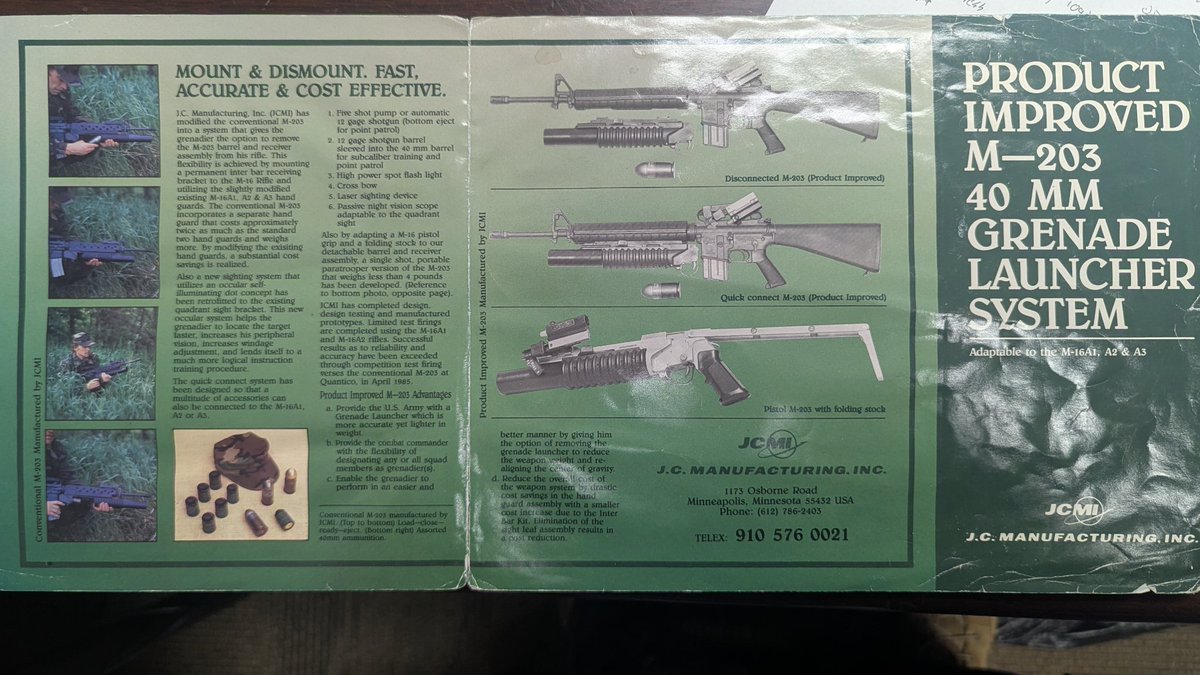 Conventional M-203 Manufactured by JCMI
MOUNT & DISMOUNT. FAST,
ACCURATE & COST EFFECTIVE.
J.C. Manufacturing, Inc. (JCMI) has
modified the conventional M-203
into a system that gives the
grenadier the option to remove
the M-203 barrel and receiver
assembly from his rifle. This
flexibility is achieved by mounting
a permanent inter bar receiving
bracket to the M-16 Rifle and
utilizing the slightly modified
existing M-16A1, A2 & A3 hand
guards. The conventional M-203
incorporates a separate hand
guard that costs approximately
twice as much as the standard
two hand guards and weighs
more. By modifying the exisiting
hand guards, a substantial cost
savings is realized.
Also a new sighting system that
utilizes an occular self-
illuminating dot concept has
been retrofitted to the existing
quadrant sight bracket. This new
occular system helps the
grenadier to locate the target
faster, increases his peripheral
vision, increases windage
adjustment, and lends itself to a
much more logical instruction
training procedure.
The quick connect system has
been designed so that a
multitude of accessories can
also be connected to the M-16A1,
A2 or A3.
1. Five shot pump or automatic
12 gage shotgun (bottom eject
for point patrol)
2. 12 gage shotgun barrel
sleeved into the 40 mm barrel
for subcaliber training and
point patrol
3. High power spot flash light
4. Cross bow
5. Laser sighting device
6. Passive night vision scope
adaptable to the quadrant
sight
Also by adapting a M-16 pistol
grip and a folding stock to our
detachable barrel and receiver
assembly, a single shot, portable
paratrooper version of the M-203
that weighs less than 4 pounds
has been developed. (Reference
to bottom photo, opposite page).
JCMI has completed design,
design testing and manufactured
prototypes. Limited test firings
are completed using the M-16A1
and M-16A2 rifles. Successful
results as to reliability and
accuracy have been exceeded
through competition test firing
verses the conventional M-203 at
Quantico, in April 1985.
Product Improved M—203 Advantages
a. Provide the U.S. Army with a
Grenade Launcher which is
more accurate yet lighter in
weight.
b. Provide the combat commander
with the flexibility of
designating any or all squad
members as grenadier(s).
c. Enable the grenadier to
perform in an easier and
Conventional M-203 manufactured by
JCMI. (Top to bottom) Load—close—
ready—eject. (Bottom right) Assorted
40mm ammunition.
Product Improved M-203 Manufactured by JCMI
Disconnected M-203 (Product Improved)
Quick connect M-203 (Product Improved)
Pistol M-203 with folding stock
better manner by giving him
the option of removing the
grenade launcher to reduce
the weapon weight and re-
aligning the center of gravity.
d. Reduce the overall cost of
the weapon system by drastic
cost savings in the hand
guard assembly with a smaller
cost increase due to the Inter
Bar Kit. Elimination of the
sight leaf assembly results in
a cost reduction.
JCMI
J.C. MANUFACTURING, INC.
1173 Osborne Road
Minneapolis, Minnesota 55432 USA
Phone: (612) 786-2403
TELEX: 910 576 0021
PRODUCT
IMPROVED
M—203
40 MM
GRENADE
LAUNCHER
SYSTEM
Adaptable to the M-16A1, A2 & A3
JCMI
J.C. MANUFACTURING, INC.